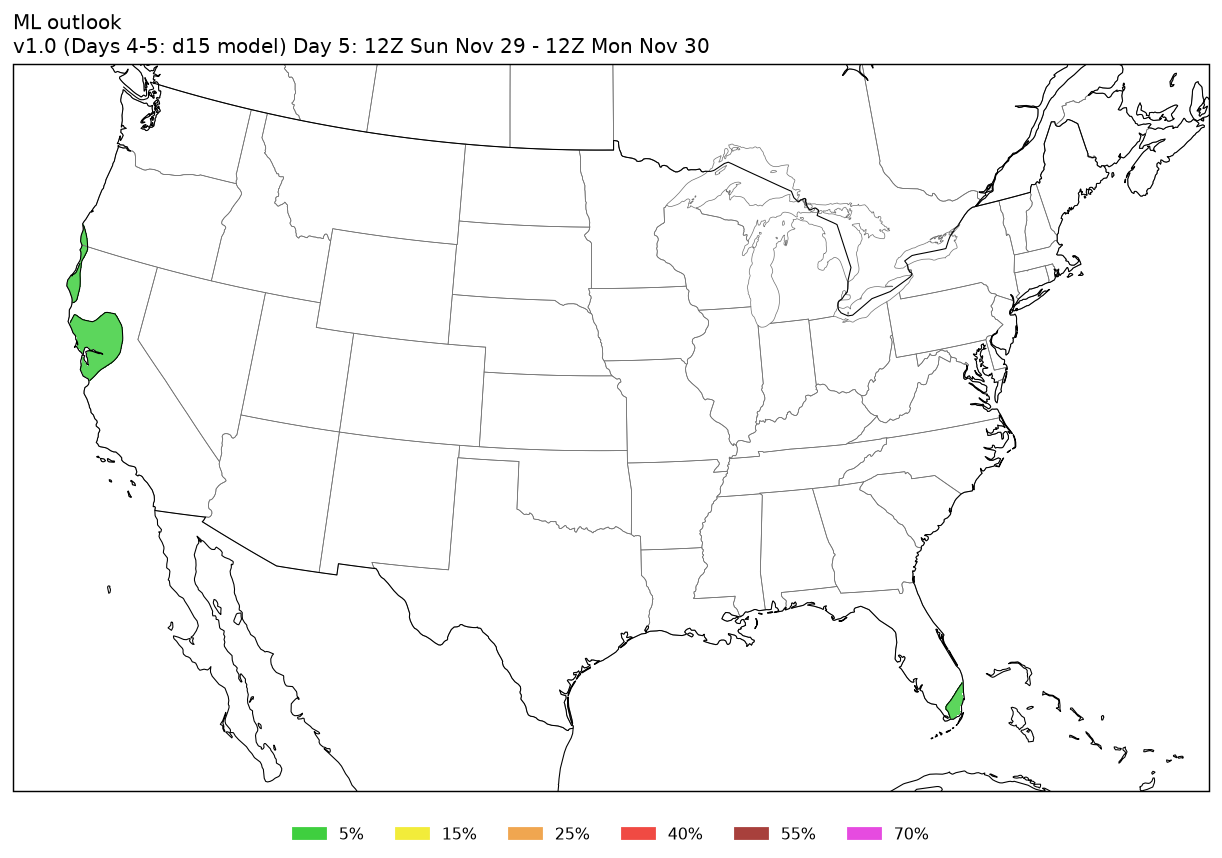 ML outlook
v1.0 (Days 4-5: d15 model) Day 5: 12Z Sun Nov 29 - 12Z Mon Nov 30
5% 15% 25% 40% 55% 70%